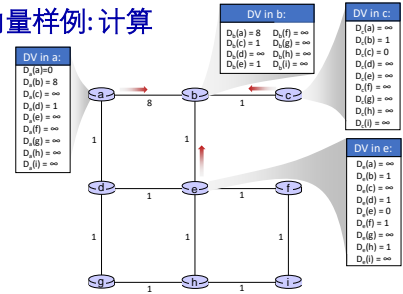 量样例: 计算
DV in a:
Da(a)=0
Da(b) = 8
Da(c) = ∞
Da(d) = 1
Da(e) = ∞
Da(f) = ∞
Da(g) = ∞
Da(h) = ∞
Da(i) = ∞
DV in b:
Db(a) = 8 Db(f) = ∞
Db(c) = 1 Db(g) = ∞
Db(d) = ∞ Db(h) = ∞
Db(e) = 1 Db(i) = ∞
DV in c:
Dc(a) = ∞
Dc(b) = 1
Dc(c) = 0
Dc(d) = ∞
Dc(e) = ∞
Dc(f) = ∞
Dc(g) = ∞
Dc(h) = ∞
Dc(i) = ∞
DV in e:
De(a) = ∞
De(b) = 1
De(c) = ∞
De(d) = 1
De(e) = 0
De(f) = 1
De(g) = ∞
De(h) = 1
De(i) = ∞
a b c
8 1
1 1
d e f
1 1
1 1 1
g h i
1 1